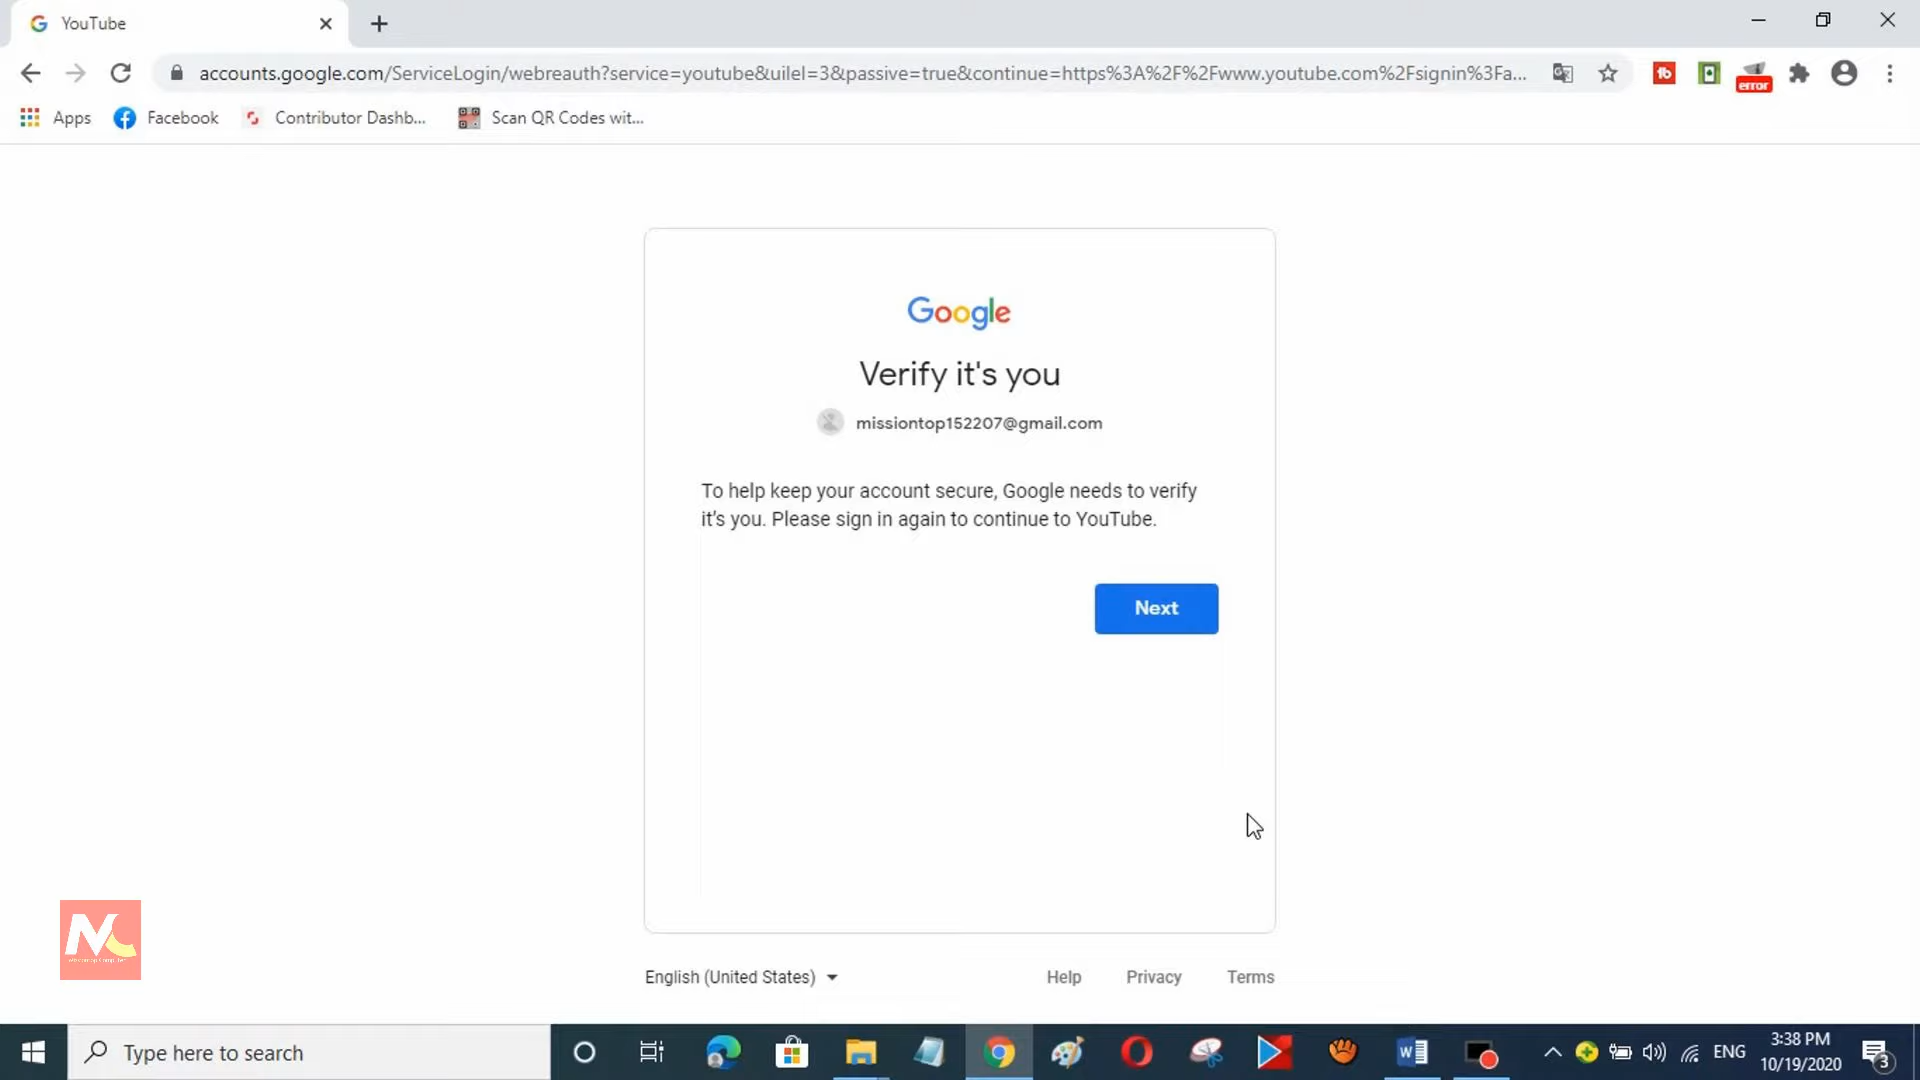 YouTube
accounts.google.com/ServiceLogin/webreauth?service=youtube&uilel=3&passive=true&continue=https%3A%2F%2Fwww.youtube.com%2Fsignin%3Fa...
error
Apps
Facebook
Contributor Dashb...
Scan QR Codes wit...
Google
Verify it's you
missiontop152207@gmail.com
To help keep your account secure, Google needs to verify
it's you. Please sign in again to continue to YouTube.
Next
MC
English (United States)
Help Privacy Terms
Type here to search
ENG
3:38 PM
10/19/2020
3